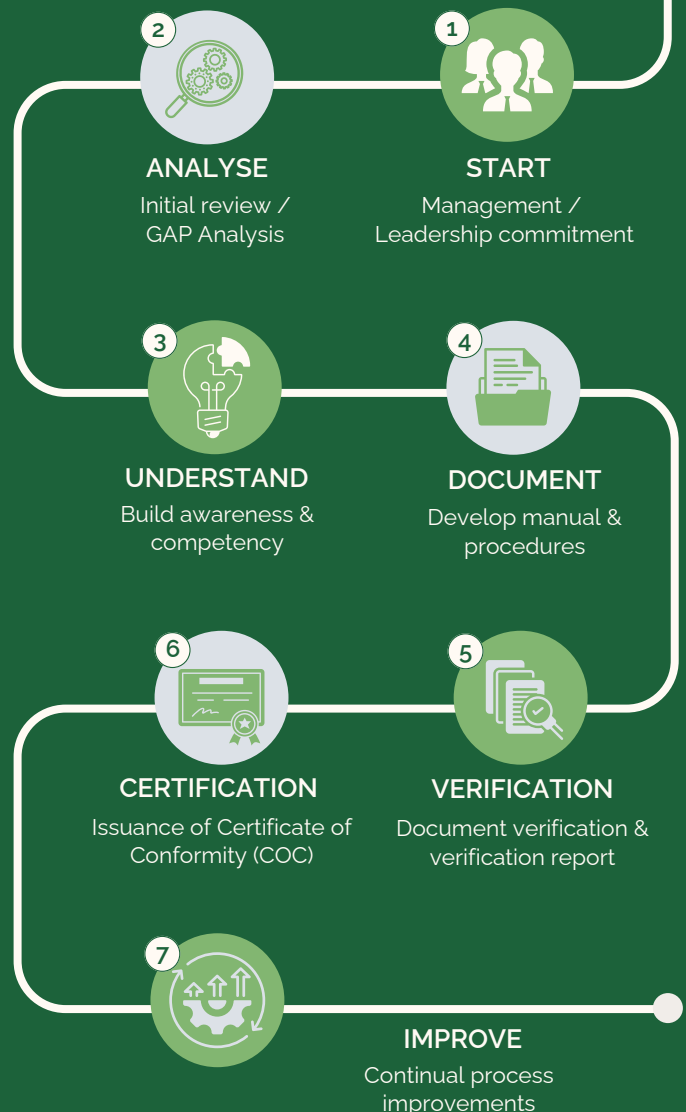 1
START
Management /
Leadership commitment
2
ANALYSE
Initial review /
GAP Analysis
3
UNDERSTAND
Build awareness &
competency
4
DOCUMENT
Develop manual &
procedures
5
VERIFICATION
Document verification &
verification report
6
CERTIFICATION
Issuance of Certificate of
Conformity (COC)
7
IMPROVE
Continual process
improvements